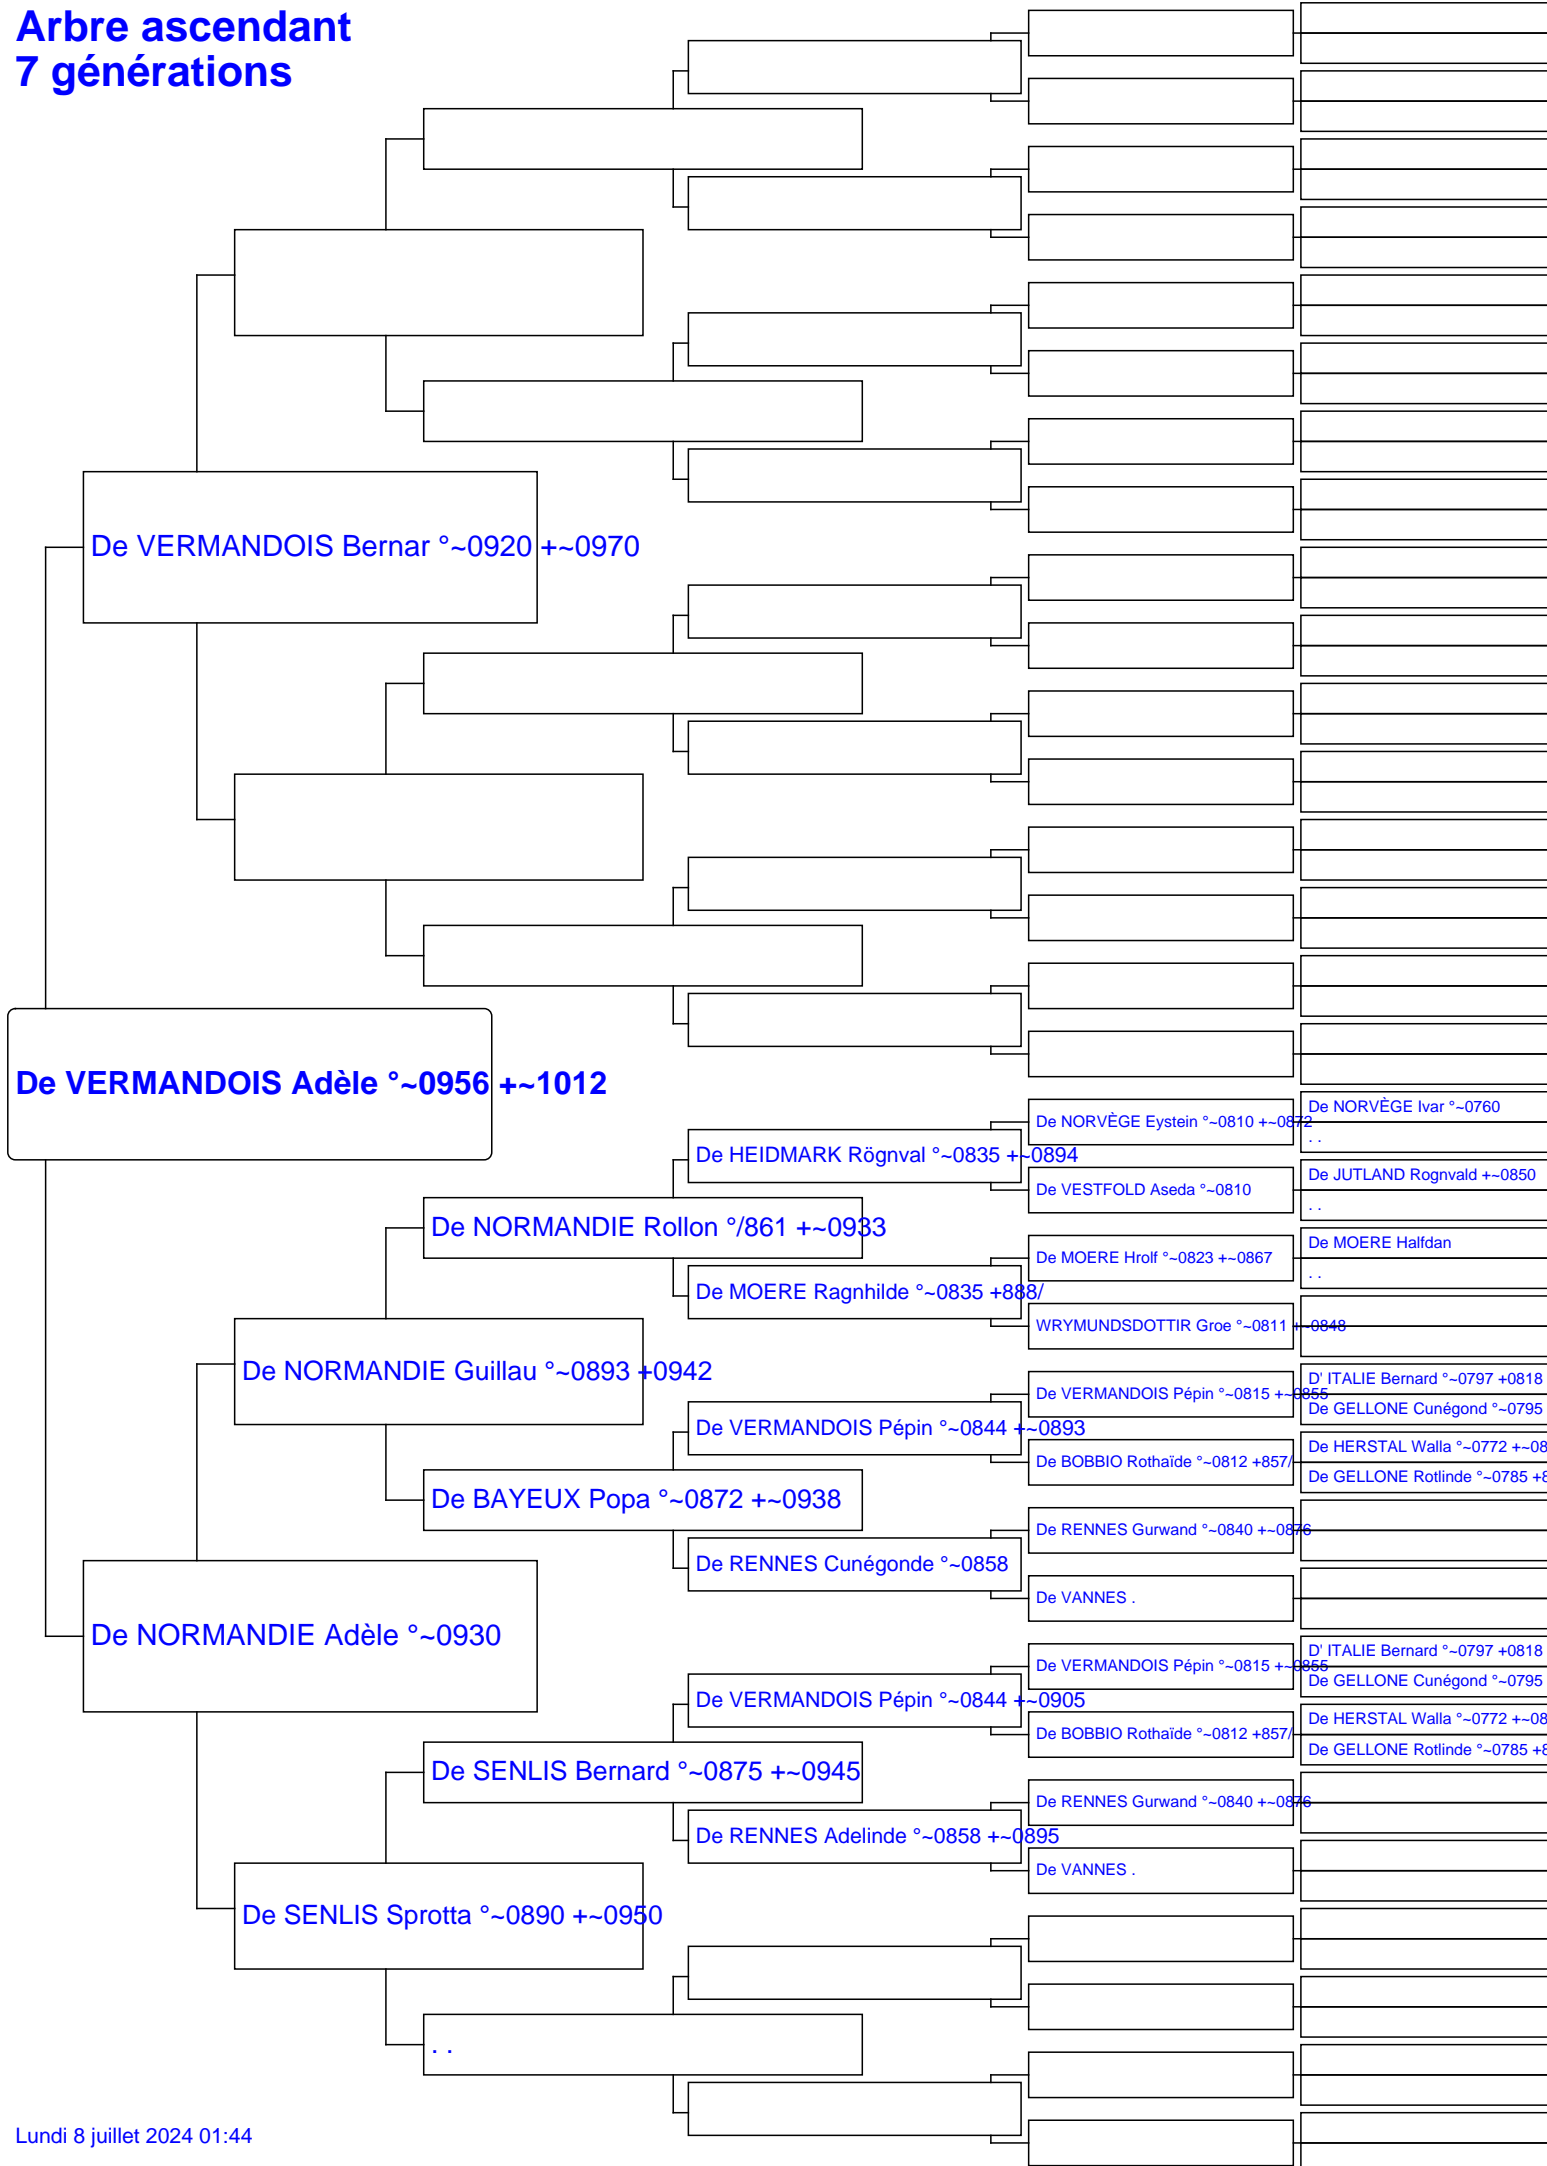 Arbre ascendant
7 générations
De VERMANDOIS Bernar °~0920 +~0970
De VERMANDOIS Adèle °~0956 +~1012
De NORVÈGE Ivar °~0760
De NORVÈGE Eystein °~0810 +~0872
. .
De HEIDMARK Rögnval °~0835 +~0894
De JUTLAND Rognvald +~0850
De VESTFOLD Aseda °~0810
. .
De NORMANDIE Rollon °/861 +~0933
De MOERE Halfdan
De MOERE Hrolf °~0823 +~0867
. .
De MOERE Ragnhilde °~0835 +888/
WRYMUNDSDOTTIR Groe °~0811 +~0848
De NORMANDIE Guillau °~0893 +0942
D' ITALIE Bernard °~0797 +0818
De VERMANDOIS Pépin °~0815 +~0855
De GELLONE Cunégond °~0795
De VERMANDOIS Pépin °~0844 +~0893
De HERSTAL Walla °~0772 +~08
De BOBBIO Rothaïde °~0812 +857/
De GELLONE Rotlinde °~0785 +8
De BAYEUX Popa °~0872 +~0938
De RENNES Gurwand °~0840 +~0876
De RENNES Cunégonde °~0858
De VANNES .
De NORMANDIE Adèle °~0930
D' ITALIE Bernard °~0797 +0818
De VERMANDOIS Pépin °~0815 +~0855
De GELLONE Cunégond °~0795
De VERMANDOIS Pépin °~0844 +~0905
De HERSTAL Walla °~0772 +~08
De BOBBIO Rothaïde °~0812 +857/
De GELLONE Rotlinde °~0785 +8
De SENLIS Bernard °~0875 +~0945
De RENNES Gurwand °~0840 +~0876
De RENNES Adelinde °~0858 +~0895
De VANNES .
De SENLIS Sprotta °~0890 +~0950
. .
Lundi 8 juillet 2024 01:44